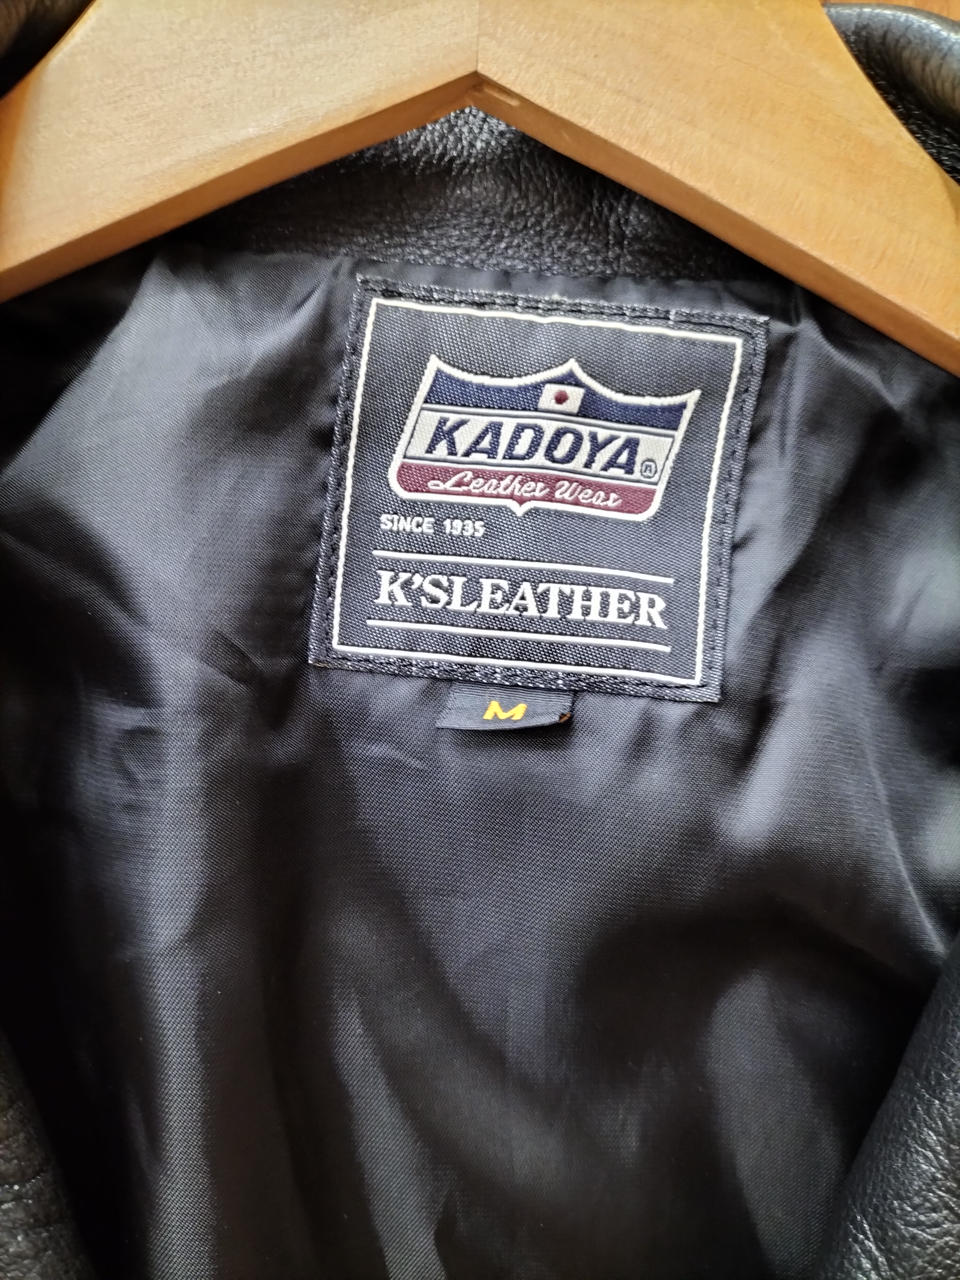 KADOYA®
Leather Wear
SINCE 1935
K'SLEATHER
M